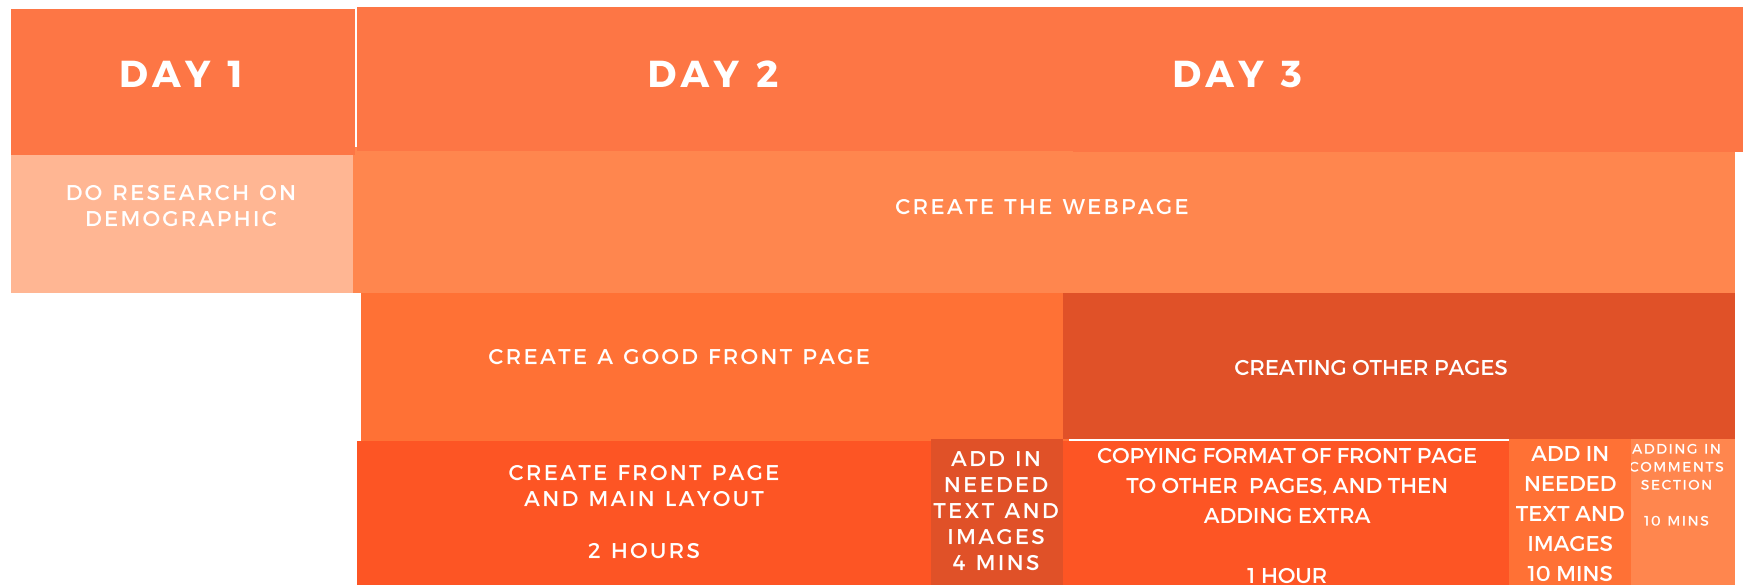 DAY 1
DAY 2
DAY 3
DO RESEARCH ON
DEMOGRAPHIC
CREATE THE WEBPAGE
CREATE A GOOD FRONT PAGE
CREATING OTHER PAGES
CREATE FRONT PAGE
AND MAIN LAYOUT
2 HOURS
ADD IN
NEEDED
TEXT AND
IMAGES
4 MINS
COPYING FORMAT OF FRONT PAGE
TO OTHER PAGES, AND THEN
ADDING EXTRA
1 HOUR
ADD IN
NEEDED
TEXT AND
IMAGES
10 MINS
ADDING IN
COMMENTS
SECTION
10 MINS